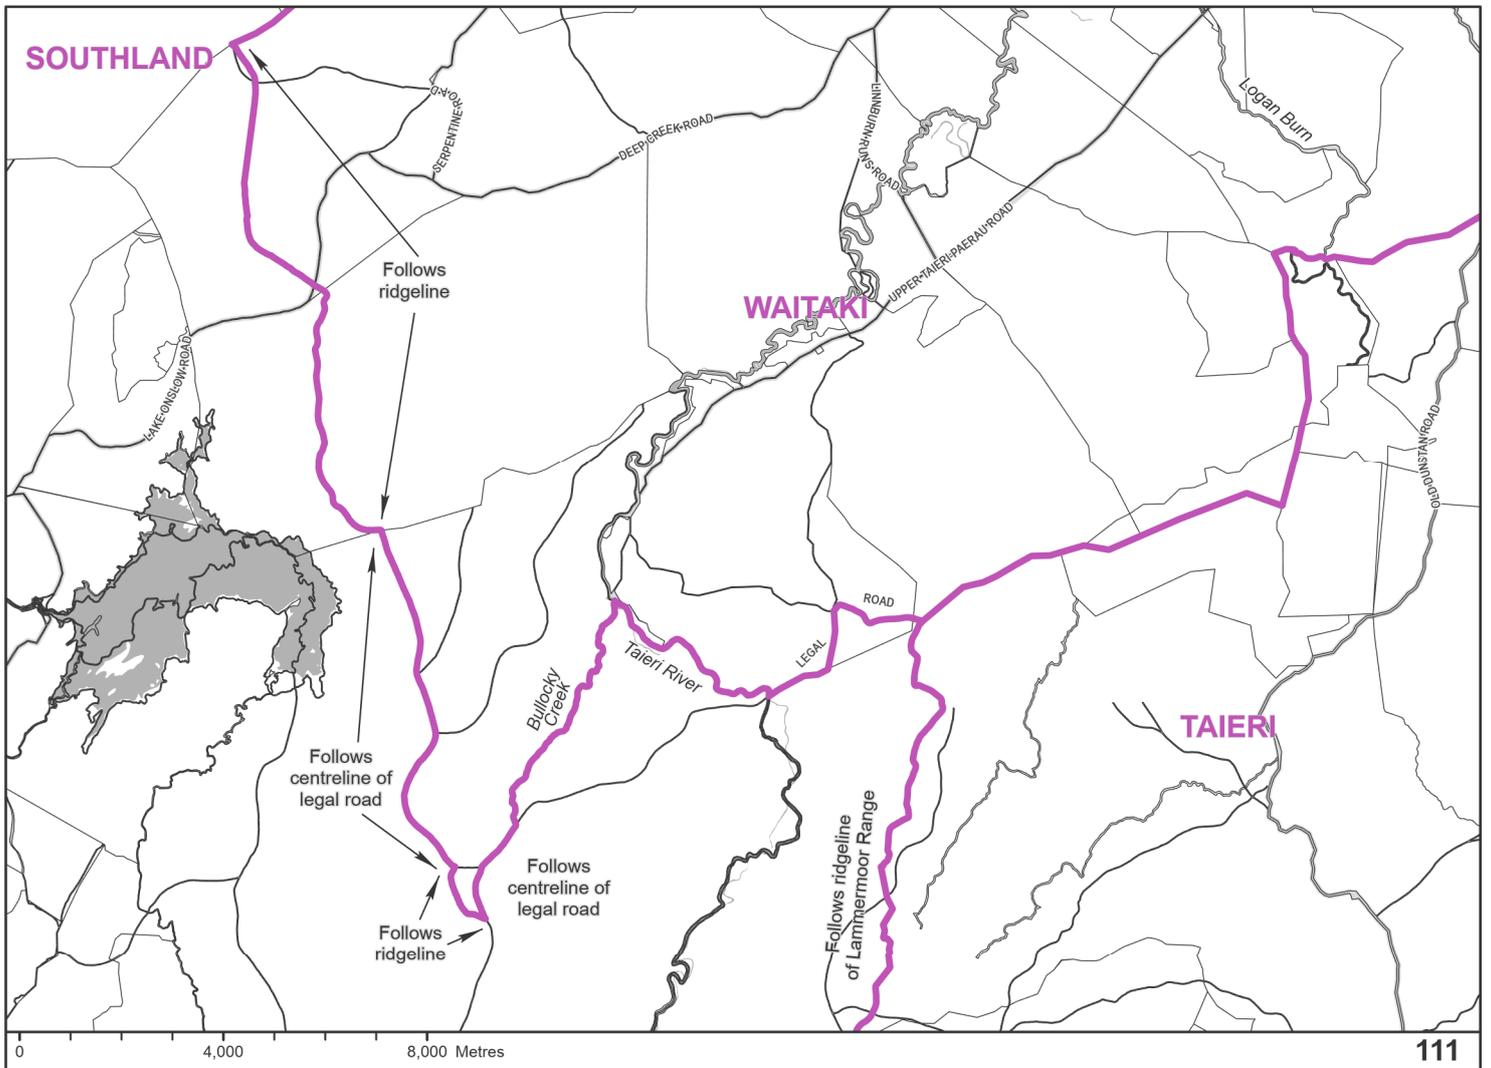 SOUTHLAND
SERPENTINE
ROAD
DEEP CREEK ROAD
LINNBURN RUNS ROAD
Logan Burn
UPPER TAIERI-PAERAU ROAD
Follows
ridgeline
WAITAKI
LAKE ONSLOW ROAD
OLD DUNSTAN ROAD
LEGAL
ROAD
Taieri River
Bullocky
Creek
TAIERI
Follows
centreline of
legal road
Follows
centreline of
legal road
Follows ridgeline
of Lammermoor Range
Follows
ridgeline
0
4,000
8,000 Metres
111